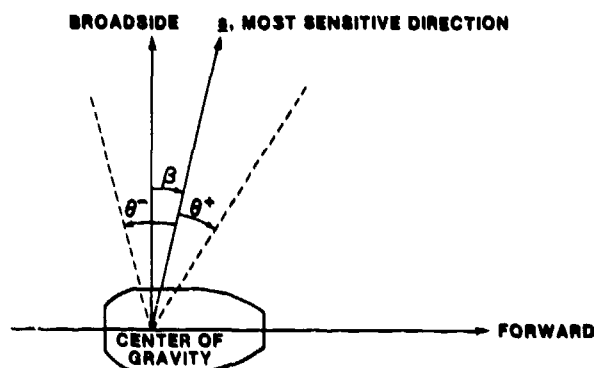 BROADSIDE
a, MOST SENSITIVE DIRECTION
β
θ⁻
θ⁺
FORWARD
CENTER OF
GRAVITY